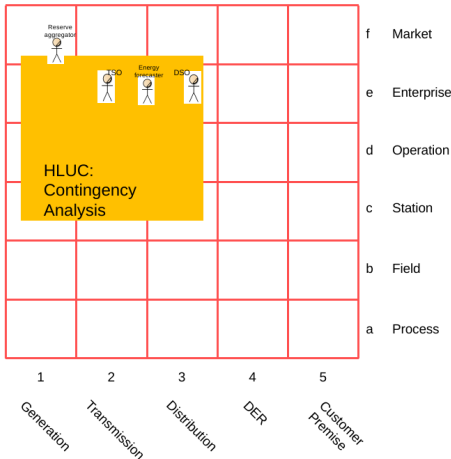 Reserve
aggregator
f Market
TSO
Energy
forecaster
DSO
e Enterprise
HLUC:
Contingency
Analysis
d Operation
c Station
b Field
a Process
1 2 3 4 5
Generation
Transmission
Distribution
DER
Customer
Premise